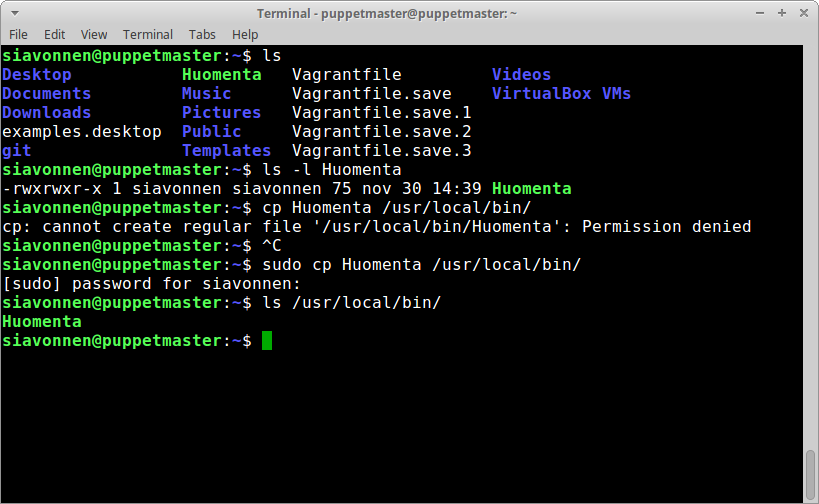 Terminal - puppetmaster@puppetmaster: ~
File Edit View Terminal Tabs Help
siavonnen@puppetmaster:~$ ls
Desktop Huomenta Vagrantfile Videos
Documents Music Vagrantfile.save VirtualBox VMs
Downloads Pictures Vagrantfile.save.1
examples.desktop Public Vagrantfile.save.2
git Templates Vagrantfile.save.3
siavonnen@puppetmaster:~$ ls -l Huomenta
-rwxrwxr-x 1 siavonnen siavonnen 75 nov 30 14:39 Huomenta
siavonnen@puppetmaster:~$ cp Huomenta /usr/local/bin/
cp: cannot create regular file '/usr/local/bin/Huomenta': Permission denied
siavonnen@puppetmaster:~$ ^C
siavonnen@puppetmaster:~$ sudo cp Huomenta /usr/local/bin/
[sudo] password for siavonnen:
siavonnen@puppetmaster:~$ ls /usr/local/bin/
Huomenta
siavonnen@puppetmaster:~$